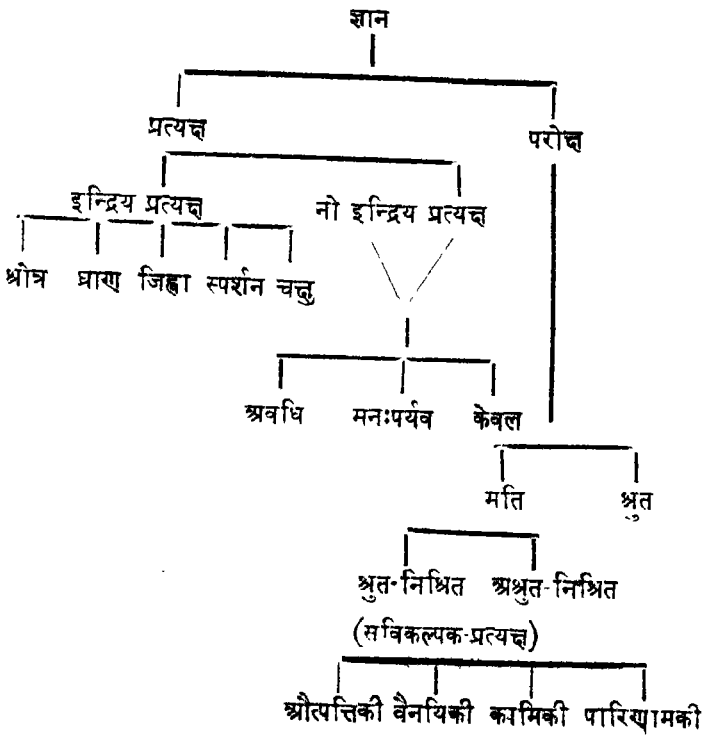 ज्ञान
प्रत्यक्ष परोक्ष
इन्द्रिय प्रत्यक्ष नो इन्द्रिय प्रत्यक्ष
श्रोत्र घ्राण जिह्वा स्पर्शन चक्षु
अवधि मनःपर्यव केवल
मति श्रुत
श्रुत-निश्रित अश्रुत-निश्रित
(सविकल्पक-प्रत्यक्ष)
औत्पत्तिकी वैनयिकी कामिकी पारिणामकी